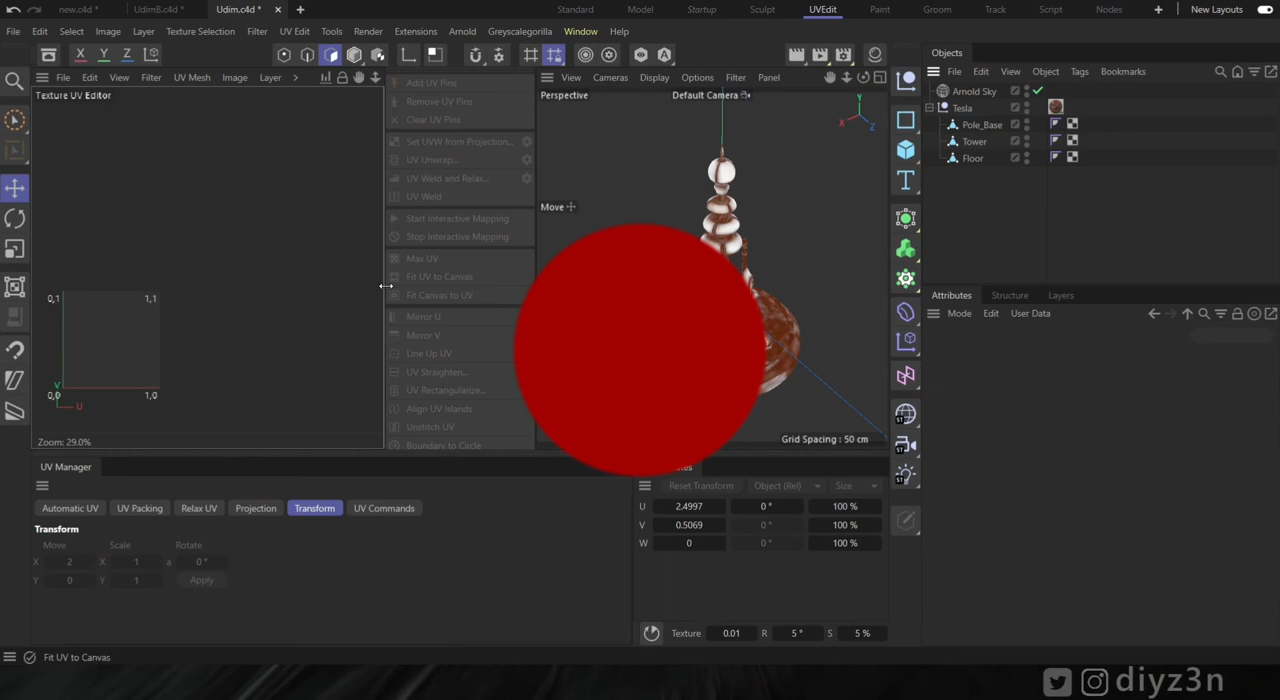 new.c4d * UdimB.c4d * Udim.c4d * Standard Model Startup Sculpt UVEdit Paint Groom Track Script Nodes New Layouts
File Edit Select Image Layer Texture Selection Filter UV Edit Tools Render Extensions Arnold Greyscalegorilla Window Help
X Y Z
Objects
File Edit View Object Tags Bookmarks
File Edit View Filter UV Mesh Image Layer
Texture UV Editor
0,1 1,1
0,0 1,0
V
U
Zoom: 29.0%
Add UV Pins
Remove UV Pins
Clear UV Pins
Set UVW from Projection...
UV Unwrap...
UV Weld and Relax...
UV Weld
Start Interactive Mapping
Stop Interactive Mapping
Max UV
Fit UV to Canvas
Fit Canvas to UV
Mirror U
Mirror V
Line Up UV
UV Straighten...
UV Rectangularize...
Align UV Islands
Unstitch UV
Boundary to Circle
View Cameras Display Options Filter Panel
Perspective Default Camera
Y
X Z
Move
Grid Spacing : 50 cm
Arnold Sky
Tesla
Pole_Base
Tower
Floor
Attributes Structure Layers
Mode Edit User Data
UV Manager
Automatic UV UV Packing Relax UV Projection Transform UV Commands
Transform
Move Scale Rotate
X 2 X 1 a 0 °
Y 0 Y 1 Apply
Reset Transform Object (Rel) Size
U 2.4997 0 ° 100 %
V 0.5069 0 ° 100 %
W 0 0 ° 100 %
Texture 0.01 R 5 ° S 5 %
Fit UV to Canvas
diyz3n